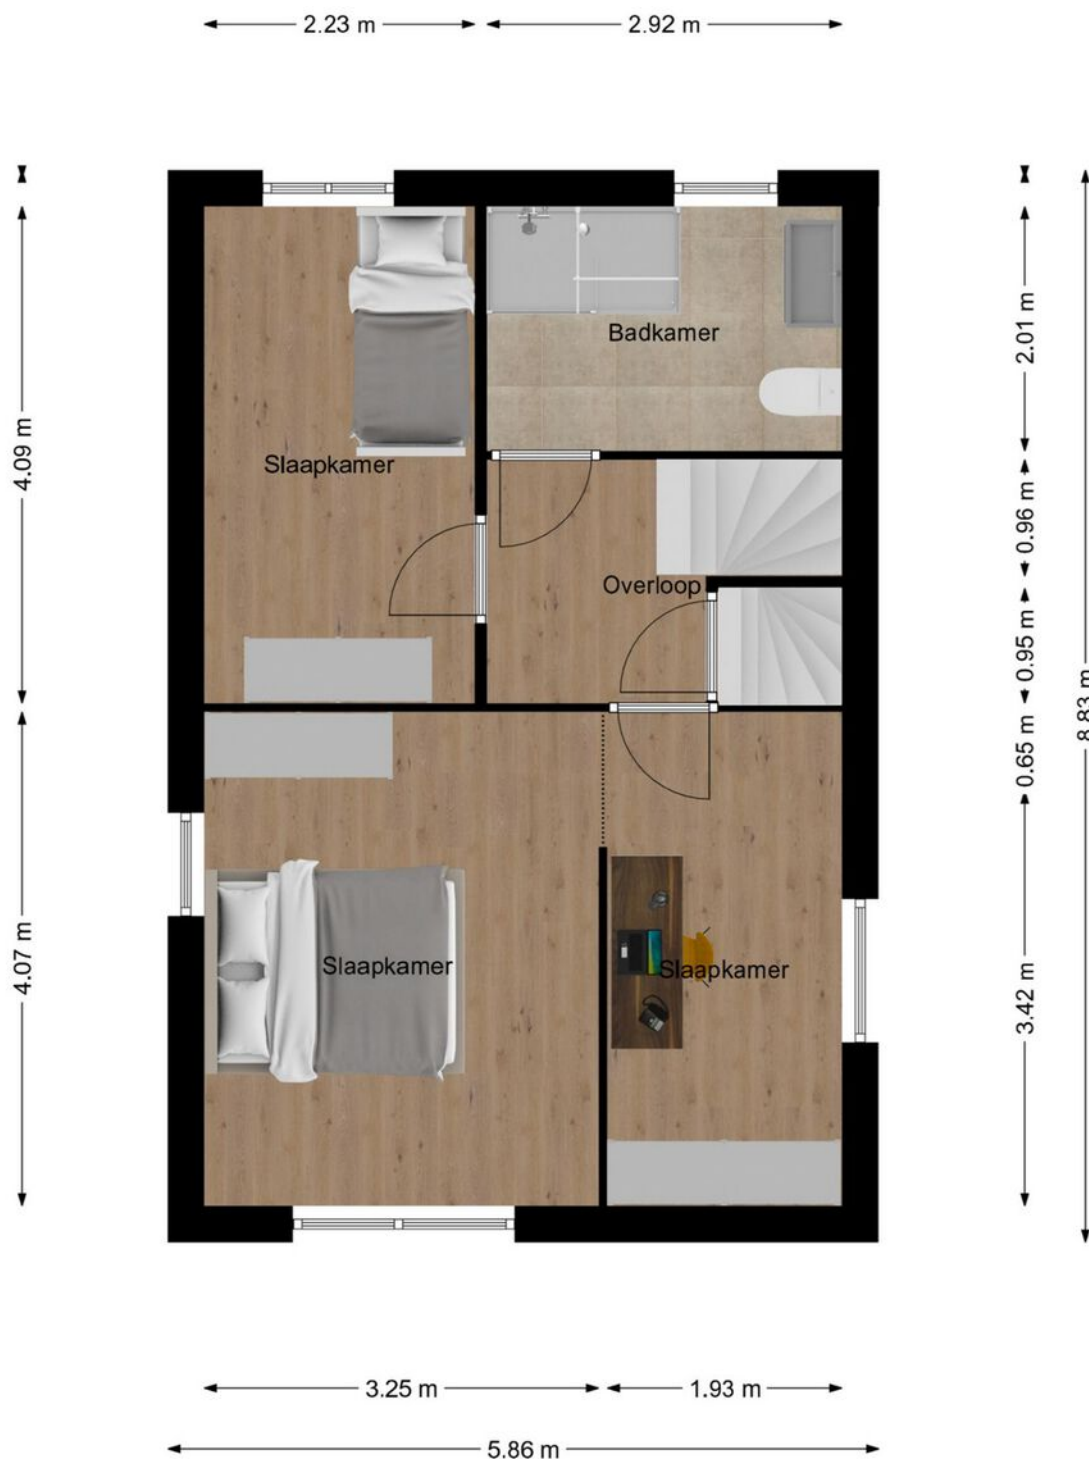 2.23 m
2.92 m
4.09 m
2.01 m
Badkamer
Slaapkamer
0.96 m
Overloop
0.95 m
8.83 m
0.65 m
4.07 m
Slaapkamer
Slaapkamer
3.42 m
3.25 m
1.93 m
5.86 m